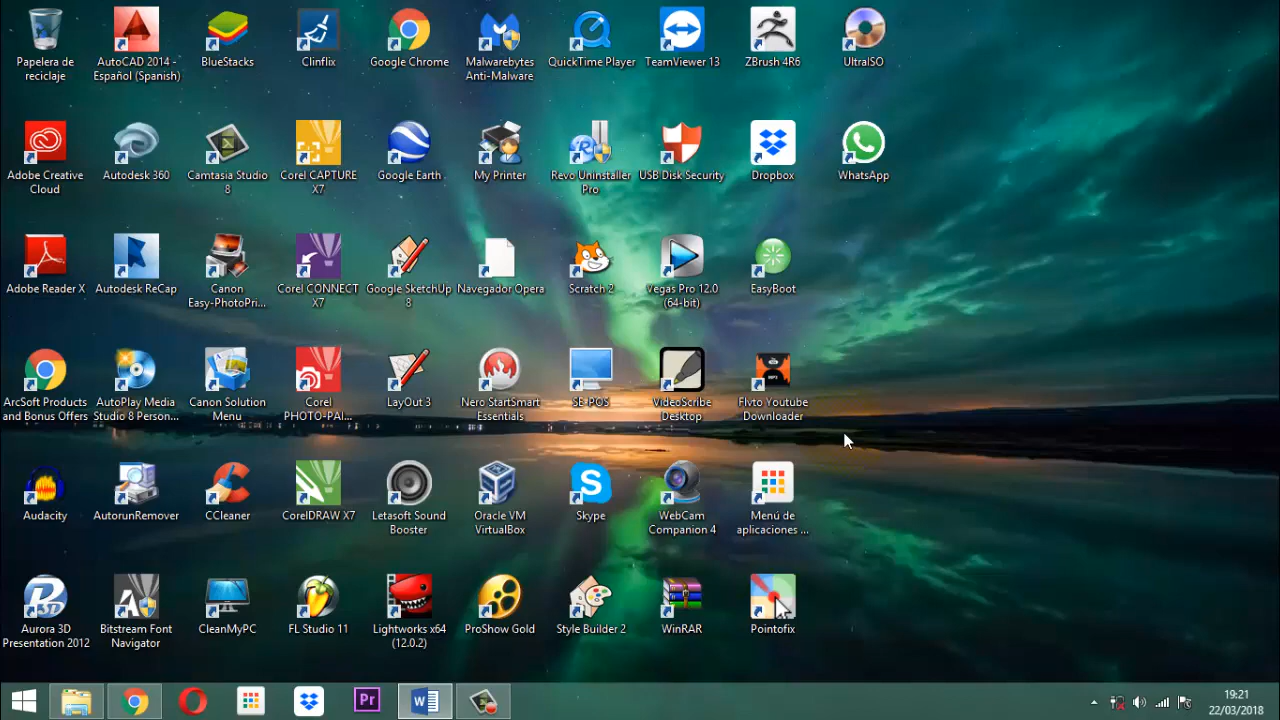 Papelera de
reciclaje
AutoCAD 2014 -
Español (Spanish)
BlueStacks
Clinflix
Google Chrome
Malwarebytes
Anti-Malware
QuickTime Player
TeamViewer 13
ZBrush 4R6
UltraISO
Adobe Creative
Cloud
Autodesk 360
Camtasia Studio
8
Corel CAPTURE
X7
Google Earth
My Printer
Revo Uninstaller
Pro
USB Disk Security
Dropbox
WhatsApp
Adobe Reader X
Autodesk ReCap
Canon
Easy-PhotoPri...
Corel CONNECT
X7
Google SketchUp
8
Navegador Opera
Scratch 2
Vegas Pro 12.0
(64-bit)
EasyBoot
ArcSoft Products
and Bonus Offers
AutoPlay Media
Studio 8 Person...
Canon Solution
Menu
Corel
PHOTO-PAI...
LayOut 3
Nero StartSmart
Essentials
SE-POS
VideoScribe
Desktop
Flvto Youtube
Downloader
Audacity
AutorunRemover
CCleaner
CorelDRAW X7
Letasoft Sound
Booster
Oracle VM
VirtualBox
Skype
WebCam
Companion 4
Menú de
aplicaciones ...
Aurora 3D
Presentation 2012
Bitstream Font
Navigator
CleanMyPC
FL Studio 11
Lightworks x64
(12.0.2)
ProShow Gold
Style Builder 2
WinRAR
Pointofix
Pr
19:21
22/03/2018